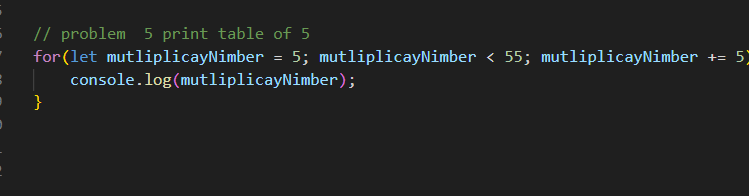 // problem  5 print table of 5
for(let mutliplicayNimber = 5; mutliplicayNimber < 55; mutliplicayNimber += 5)
    console.log(mutliplicayNimber);
}